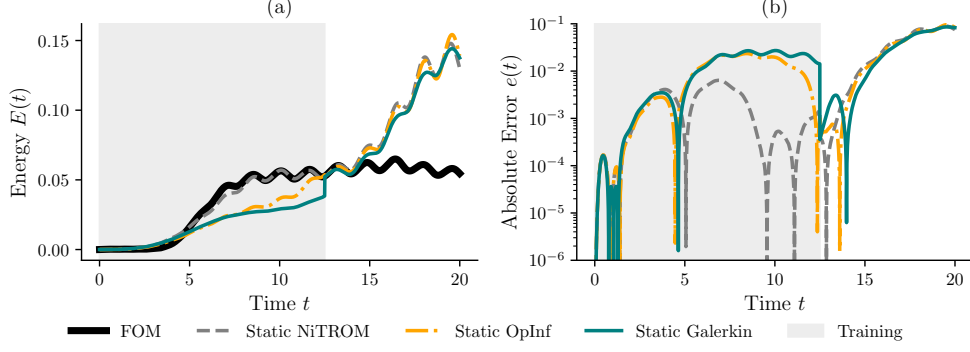 (a)
Energy E(t)
0.15
0.10
0.05
0.00
0
5
10
15
20
Time t
(b)
Absolute Error e(t)
10⁻¹
10⁻²
10⁻³
10⁻⁴
10⁻⁵
10⁻⁶
0
5
10
15
20
Time t
FOM
Static NiTROM
Static OpInf
Static Galerkin
Training